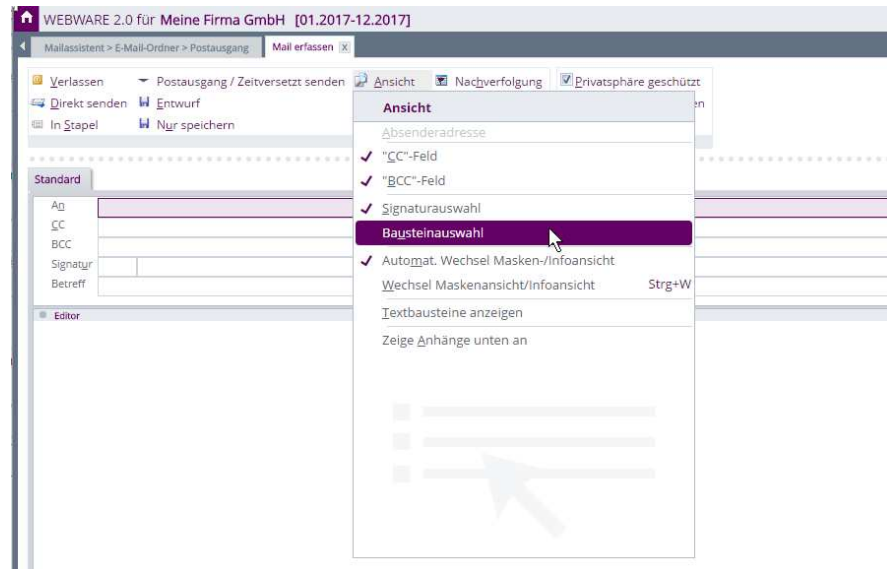 WEBWARE 2.0 für Meine Firma GmbH [01.2017-12.2017]
Mailassistent > E-Mail-Ordner > Postausgang Mail erfassen x
Verlassen Postausgang / Zeitversetzt senden Ansicht Nachverfolgung Privatsphäre geschützt
Direkt senden Entwurf
In Stapel Nur speichern
Ansicht
Absenderadresse
"CC"-Feld
"BCC"-Feld
Signaturauswahl
Bausteinauswahl
Automat. Wechsel Masken-/Infoansicht
Wechsel Maskenansicht/Infoansicht Strg+W
Textbausteine anzeigen
Zeige Anhänge unten an
Standard
An
CC
BCC
Signatur
Betreff
Editor